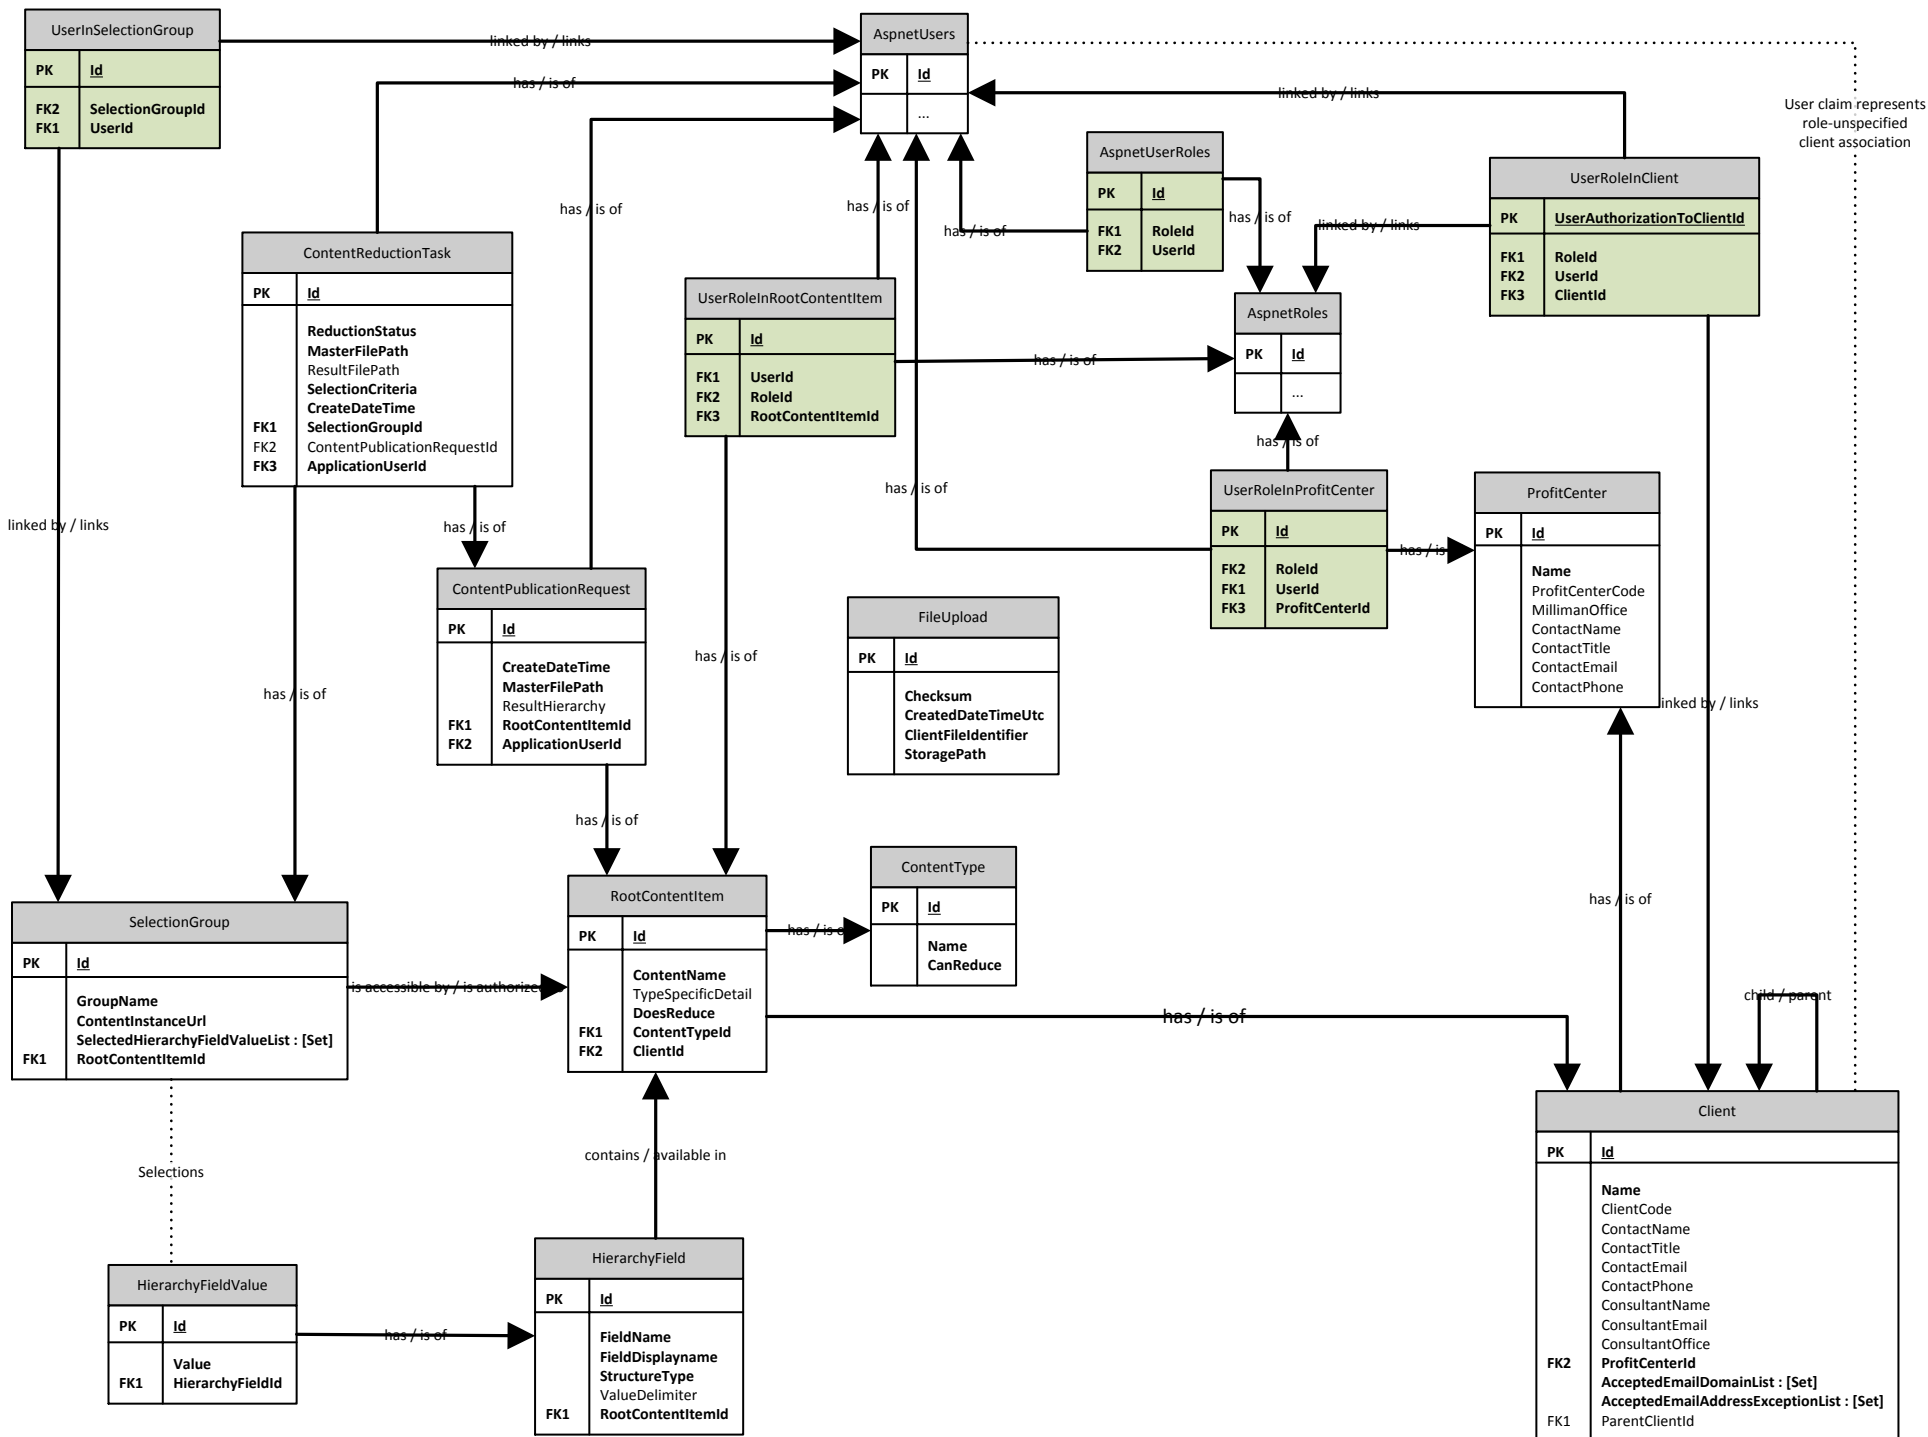 UserInSelectionGroup
PK Id
FK2 SelectionGroupId
FK1 UserId
linked by / links
AspnetUsers
PK Id
...
has / is of
linked by / links
User claim represents
role-unspecified
client association
AspnetUserRoles
PK Id
FK1 RoleId
FK2 UserId
UserRoleInClient
PK UserAuthorizationToClientId
FK1 RoleId
FK2 UserId
FK3 ClientId
has / is of
has / is of
has / is of
has / is of
linked by / links
ContentReductionTask
PK Id
ReductionStatus
MasterFilePath
ResultFilePath
SelectionCriteria
CreateDateTime
FK1 SelectionGroupId
FK2 ContentPublicationRequestId
FK3 ApplicationUserId
UserRoleInRootContentItem
PK Id
FK1 UserId
FK2 RoleId
FK3 RootContentItemId
has / is of
AspnetRoles
PK Id
...
has / is of
has / is of
linked by / links
has / is of
UserRoleInProfitCenter
PK Id
FK2 RoleId
FK1 UserId
FK3 ProfitCenterId
has / is
ProfitCenter
PK Id
Name
ProfitCenterCode
MillimanOffice
ContactName
ContactTitle
ContactEmail
ContactPhone
ContentPublicationRequest
PK Id
CreateDateTime
MasterFilePath
ResultHierarchy
FK1 RootContentItemId
FK2 ApplicationUserId
FileUpload
PK Id
Checksum
CreatedDateTimeUtc
ClientFileIdentifier
StoragePath
has / is of
has / is of
linked by / links
has / is of
has / is of
SelectionGroup
PK Id
GroupName
ContentInstanceUrl
SelectedHierarchyFieldValueList : [Set]
FK1 RootContentItemId
is accessible by / is authorized
RootContentItem
PK Id
ContentName
TypeSpecificDetail
DoesReduce
FK1 ContentTypeId
FK2 ClientId
has / is
ContentType
PK Id
Name
CanReduce
has / is of
child / parent
Selections
contains / available in
HierarchyFieldValue
PK Id
Value
FK1 HierarchyFieldId
has / is of
HierarchyField
PK Id
FieldName
FieldDisplayname
StructureType
ValueDelimiter
FK1 RootContentItemId
Client
PK Id
Name
ClientCode
ContactName
ContactTitle
ContactEmail
ContactPhone
ConsultantName
ConsultantEmail
ConsultantOffice
FK2 ProfitCenterId
AcceptedEmailDomainList : [Set]
AcceptedEmailAddressExceptionList : [Set]
FK1 ParentClientId